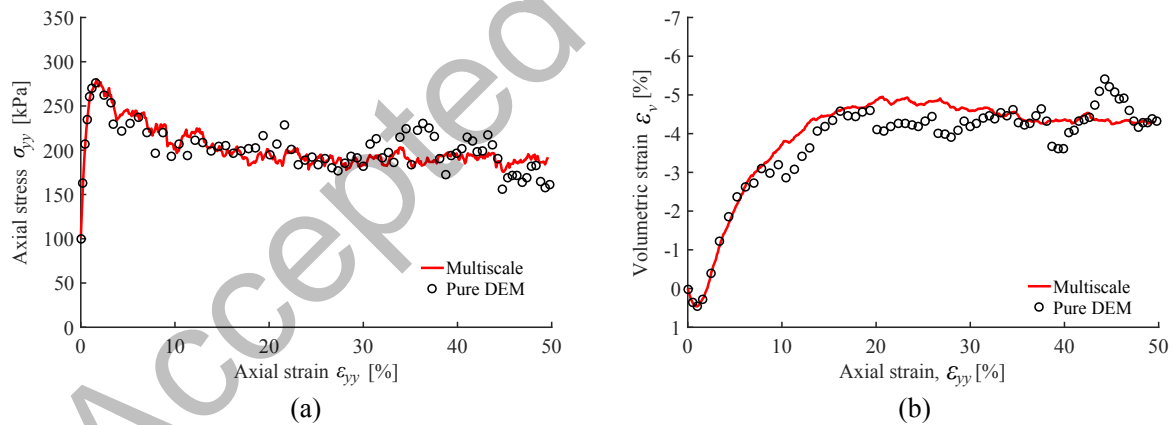 350
300
250
200
150
100
50
0
Axial stress σyy [kPa]
Multiscale
Pure DEM
0 10 20 30 40 50
Axial strain εyy [%]
(a)
-7
-6
-5
-4
-3
-2
-1
0
1
Volumetric strain εv [%]
Multiscale
Pure DEM
0 10 20 30 40 50
Axial strain, εyy [%]
(b)
Accepted